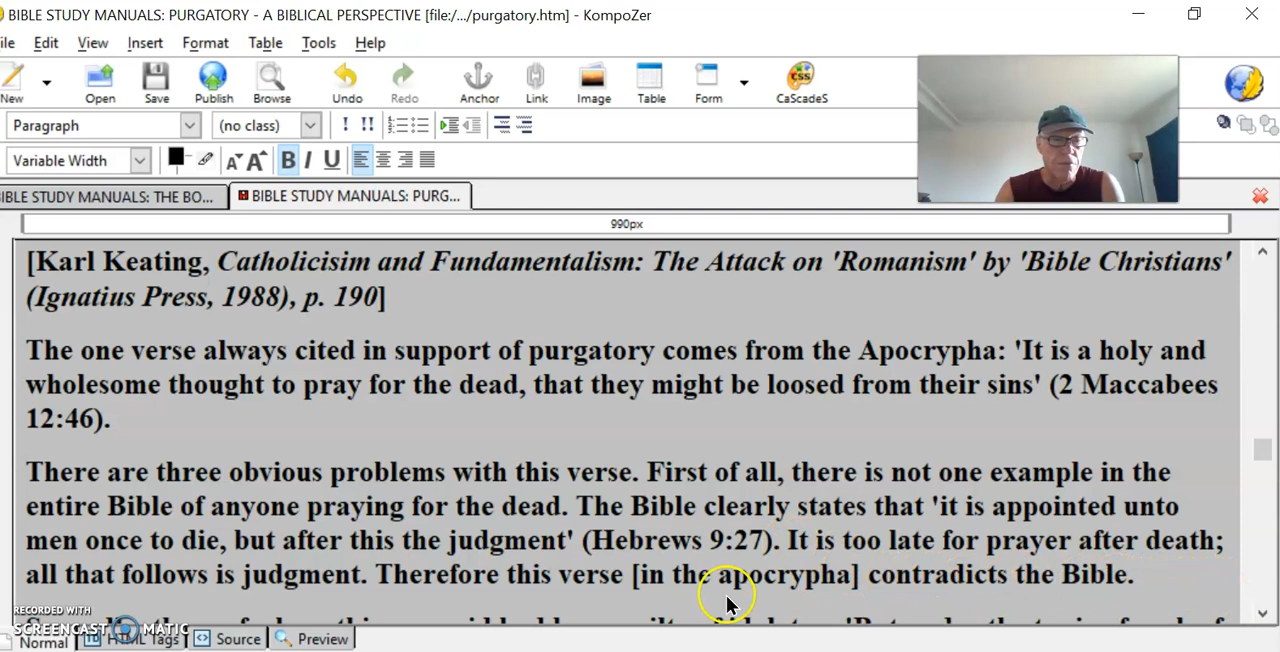 BIBLE STUDY MANUALS: PURGATORY - A BIBLICAL PERSPECTIVE [file:/.../purgatory.htm] - KompoZer
ile Edit View Insert Format Table Tools Help
New Open Save Publish Browse Undo Redo Anchor Link Image Table Form CaScadeS
Paragraph (no class) ! !!
Variable Width A A B I U
IBLE STUDY MANUALS: THE BO... BIBLE STUDY MANUALS: PURG...
990px
[Karl Keating, Catholicisim and Fundamentalism: The Attack on 'Romanism' by 'Bible Christians'
(Ignatius Press, 1988), p. 190]
The one verse always cited in support of purgatory comes from the Apocrypha: 'It is a holy and
wholesome thought to pray for the dead, that they might be loosed from their sins' (2 Maccabees
12:46).
There are three obvious problems with this verse. First of all, there is not one example in the
entire Bible of anyone praying for the dead. The Bible clearly states that 'it is appointed unto
men once to die, but after this the judgment' (Hebrews 9:27). It is too late for prayer after death;
all that follows is judgment. Therefore this verse [in the apocrypha] contradicts the Bible.
RECORDED WITH
SCREENCAST MATIC
Normal HTML Tags Source Preview